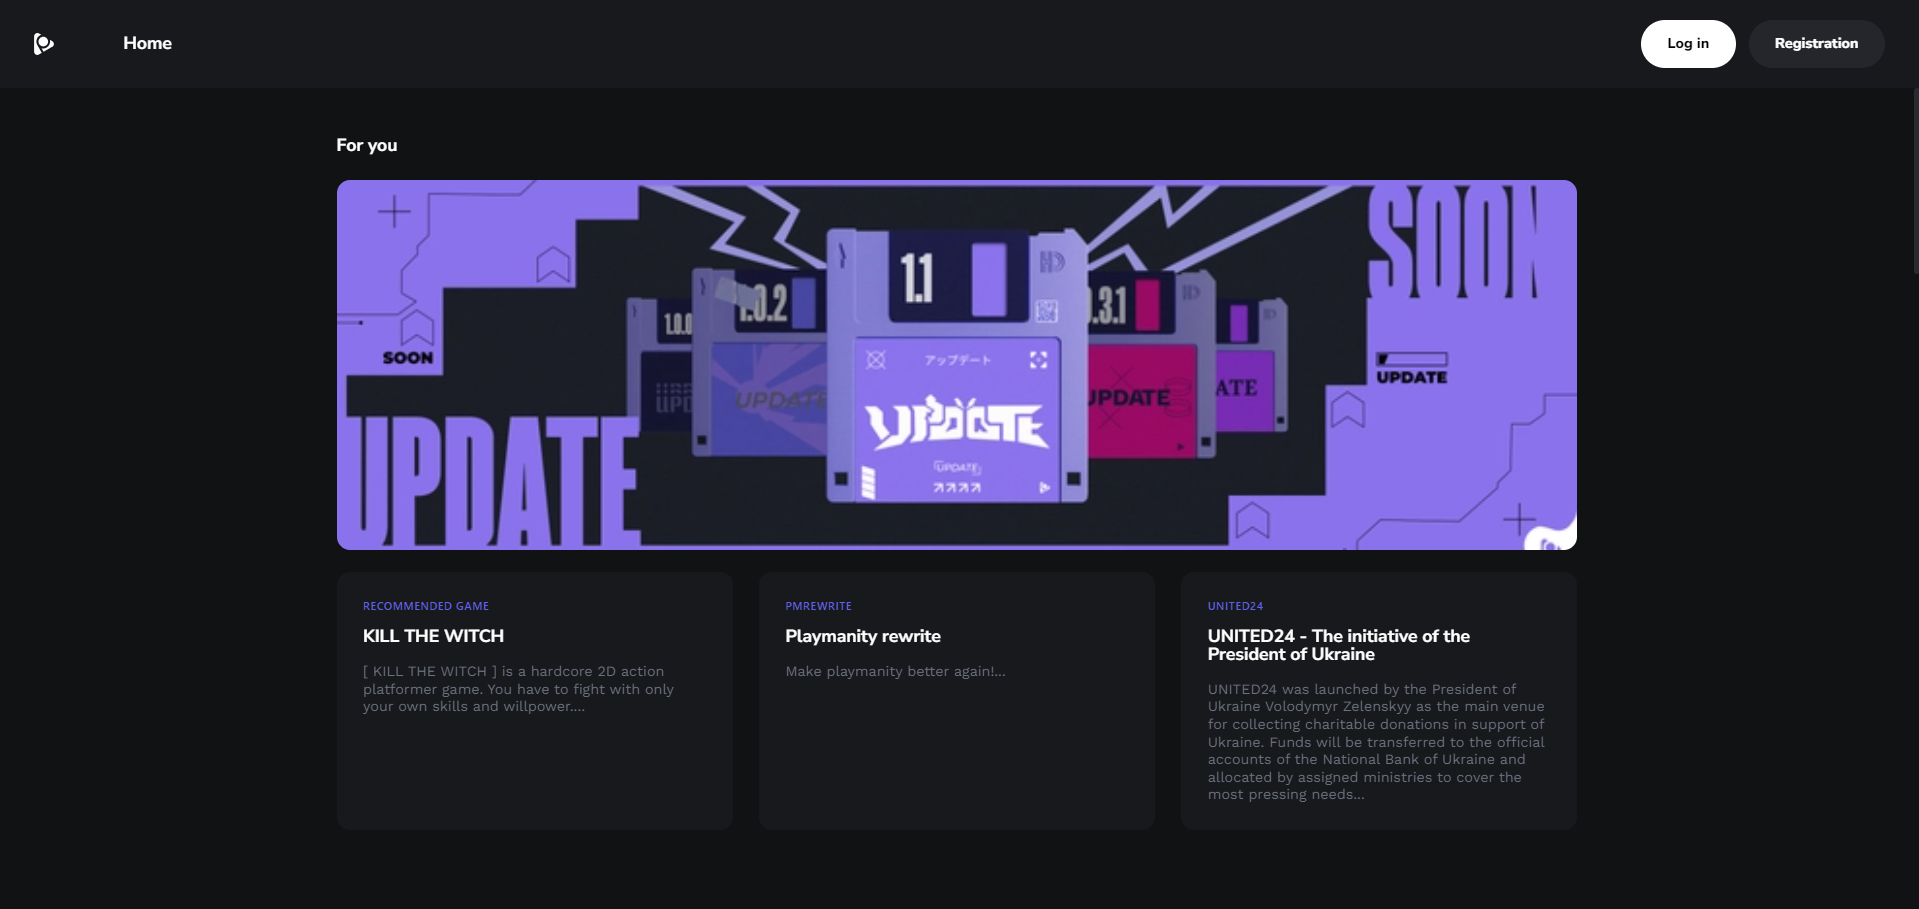 Home
Log in
Registration
For you
SOON
1.1
HD
1.0.2
.3.1
1.0.0
SOON
UPDATE
アップデート
UPDATE
UPDATE
UPDATE
ATE
UPDATE
UPDATE
UPDATE
RECOMMENDED GAME
KILL THE WITCH
[ KILL THE WITCH ] is a hardcore 2D action
platformer game. You have to fight with only
your own skills and willpower....
PMREWRITE
Playmanity rewrite
Make playmanity better again!...
UNITED24
UNITED24 - The initiative of the
President of Ukraine
UNITED24 was launched by the President of
Ukraine Volodymyr Zelenskyy as the main venue
for collecting charitable donations in support of
Ukraine. Funds will be transferred to the official
accounts of the National Bank of Ukraine and
allocated by assigned ministries to cover the
most pressing needs...